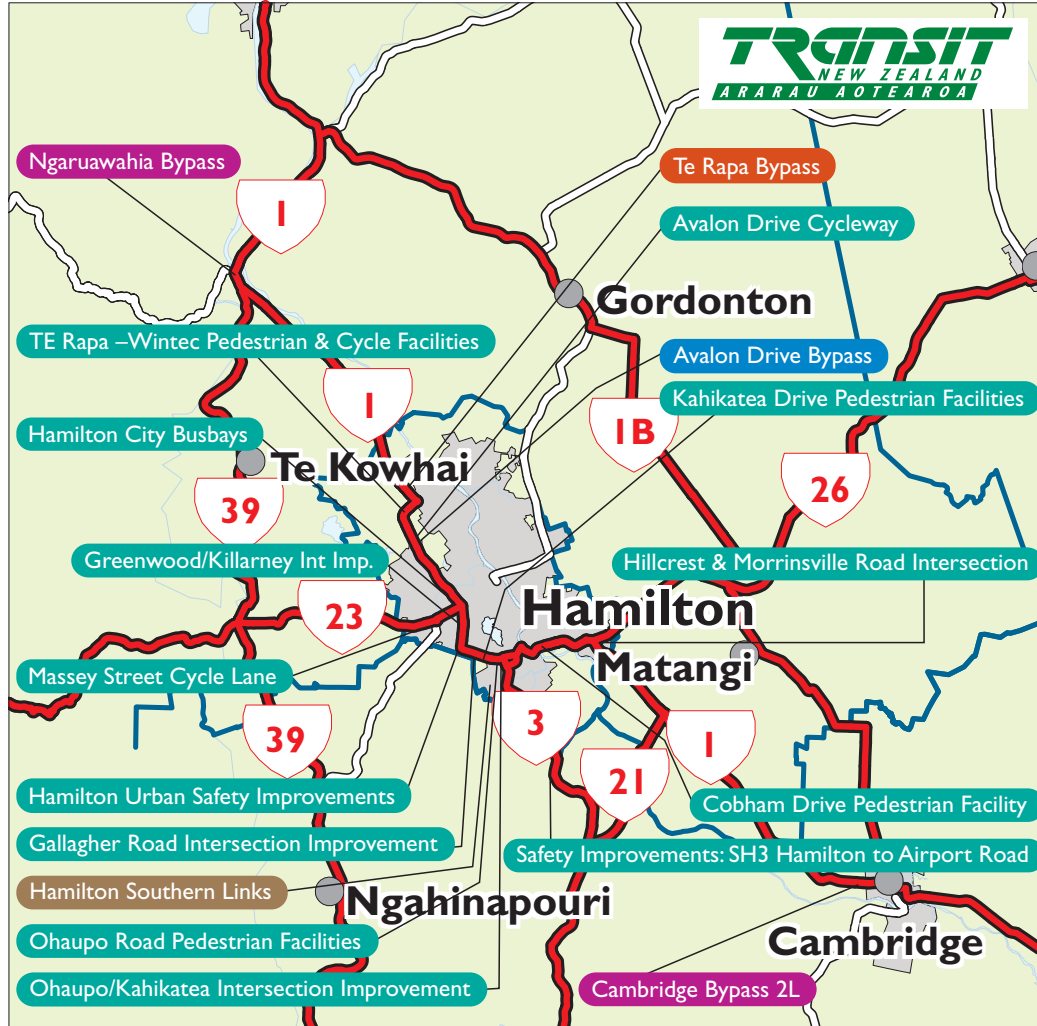 TRANSIT
NEW ZEALAND
ARARAU AOTEAROA
Ngaruawahia Bypass
Te Rapa Bypass
1
Avalon Drive Cycleway
Gordonton
TE Rapa –Wintec Pedestrian & Cycle Facilities
Avalon Drive Bypass
1
Kahikatea Drive Pedestrian Facilities
Hamilton City Busbays
1B
Te Kowhai
26
39
Greenwood/Killarney Int Imp.
Hillcrest & Morrinsville Road Intersection
23
Hamilton
Matangi
Massey Street Cycle Lane
39
3
1
21
Hamilton Urban Safety Improvements
Cobham Drive Pedestrian Facility
Gallagher Road Intersection Improvement
Safety Improvements: SH3 Hamilton to Airport Road
Hamilton Southern Links
Ngahinapouri
Ohaupo Road Pedestrian Facilities
Cambridge
Ohaupo/Kahikatea Intersection Improvement
Cambridge Bypass 2L